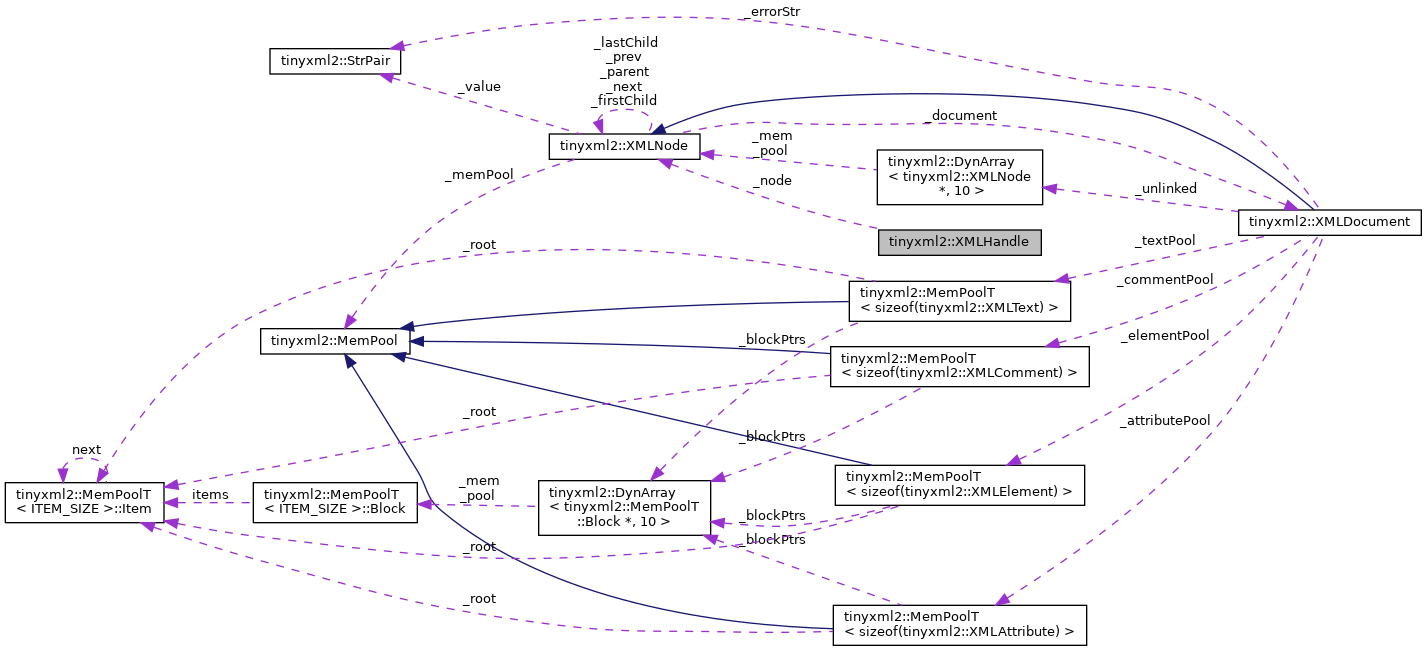 _errorStr
tinyxml2::StrPair
_lastChild
_prev
_parent
_next
_firstChild
_value
_document
tinyxml2::XMLNode
_mem
_pool
tinyxml2::DynArray
< tinyxml2::XMLNode
*, 10 >
_memPool
_node
_unlinked
tinyxml2::XMLDocument
tinyxml2::XMLHandle
_root
_textPool
_commentPool
tinyxml2::MemPoolT
< sizeof(tinyxml2::XMLText) >
tinyxml2::MemPool
_blockPtrs
_elementPool
tinyxml2::MemPoolT
< sizeof(tinyxml2::XMLComment) >
_root
_attributePool
_blockPtrs
next
tinyxml2::MemPoolT
< ITEM_SIZE >::Item
items
tinyxml2::MemPoolT
< ITEM_SIZE >::Block
_mem
_pool
tinyxml2::DynArray
< tinyxml2::MemPoolT
::Block *, 10 >
tinyxml2::MemPoolT
< sizeof(tinyxml2::XMLElement) >
_blockPtrs
_root
_blockPtrs
_root
tinyxml2::MemPoolT
< sizeof(tinyxml2::XMLAttribute) >